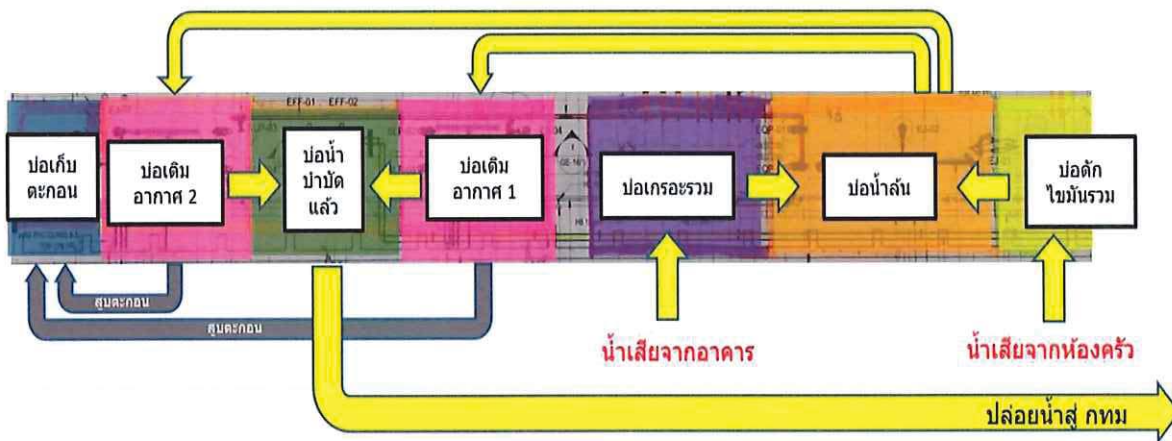 EFF-01 EFF-02
บ่อเก็บ
ตะกอน
บ่อเติม
อากาศ 2
บ่อน้ำ
บำบัด
แล้ว
บ่อเติม
อากาศ 1
บ่อเกรอะรวม
บ่อน้ำล้น
บ่อดัก
ไขมันรวม
สูบตะกอน
สูบตะกอน
น้ำเสียจากอาคาร
น้ำเสียจากห้องครัว
ปล่อยน้ำสู่ กทม